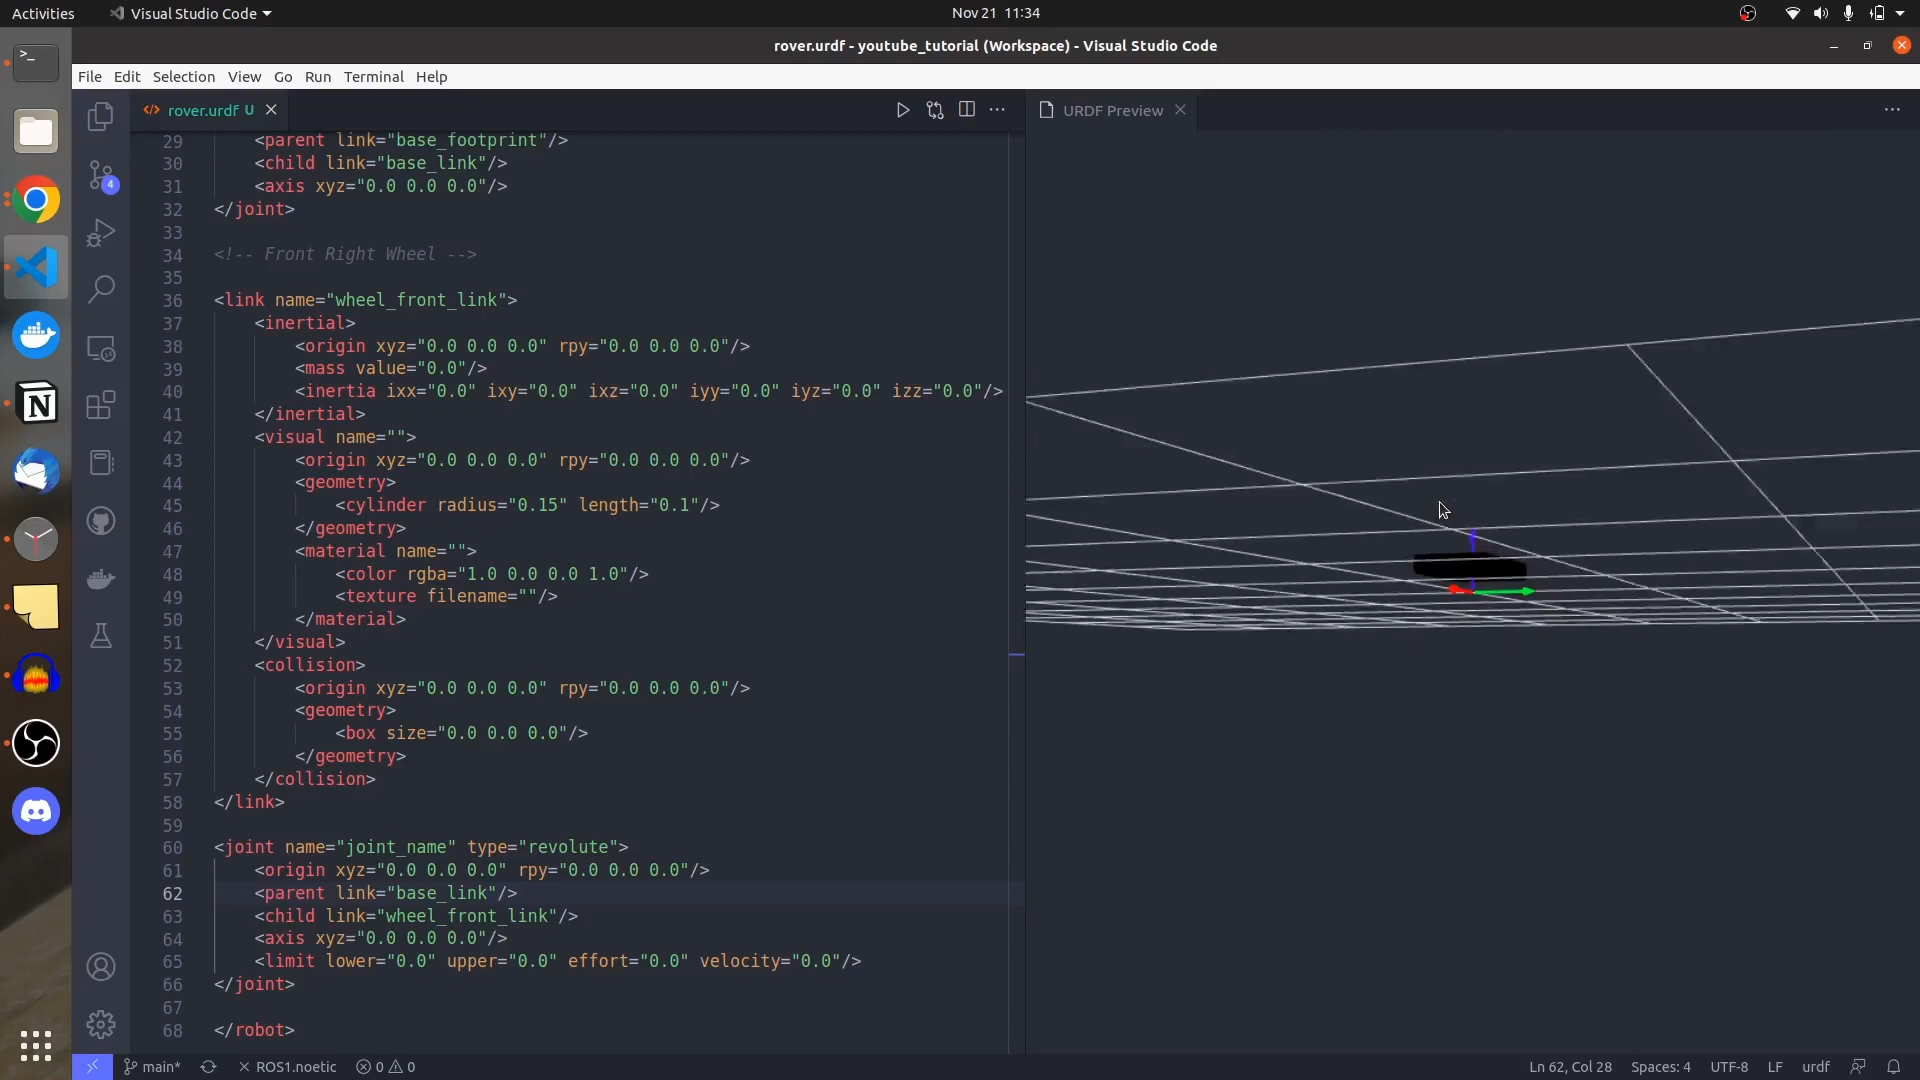 Activities Visual Studio Code Nov 21 11:34
rover.urdf - youtube_tutorial (Workspace) - Visual Studio Code
File Edit Selection View Go Run Terminal Help
rover.urdf U
URDF Preview
29 <parent link="base_footprint"/>
30 <child link="base_link"/>
31 <axis xyz="0.0 0.0 0.0"/>
32 </joint>
33
34 <!-- Front Right Wheel -->
35
36 <link name="wheel_front_link">
37 <inertial>
38 <origin xyz="0.0 0.0 0.0" rpy="0.0 0.0 0.0"/>
39 <mass value="0.0"/>
40 <inertia ixx="0.0" ixy="0.0" ixz="0.0" iyy="0.0" iyz="0.0" izz="0.0"/>
41 </inertial>
42 <visual name="">
43 <origin xyz="0.0 0.0 0.0" rpy="0.0 0.0 0.0"/>
44 <geometry>
45 <cylinder radius="0.15" length="0.1"/>
46 </geometry>
47 <material name="">
48 <color rgba="1.0 0.0 0.0 1.0"/>
49 <texture filename=""/>
50 </material>
51 </visual>
52 <collision>
53 <origin xyz="0.0 0.0 0.0" rpy="0.0 0.0 0.0"/>
54 <geometry>
55 <box size="0.0 0.0 0.0"/>
56 </geometry>
57 </collision>
58 </link>
59
60 <joint name="joint_name" type="revolute">
61 <origin xyz="0.0 0.0 0.0" rpy="0.0 0.0 0.0"/>
62 <parent link="base_link"/>
63 <child link="wheel_front_link"/>
64 <axis xyz="0.0 0.0 0.0"/>
65 <limit lower="0.0" upper="0.0" effort="0.0" velocity="0.0"/>
66 </joint>
67
68 </robot>
4
N
main* ROS1.noetic 0 0 Ln 62, Col 28 Spaces: 4 UTF-8 LF urdf